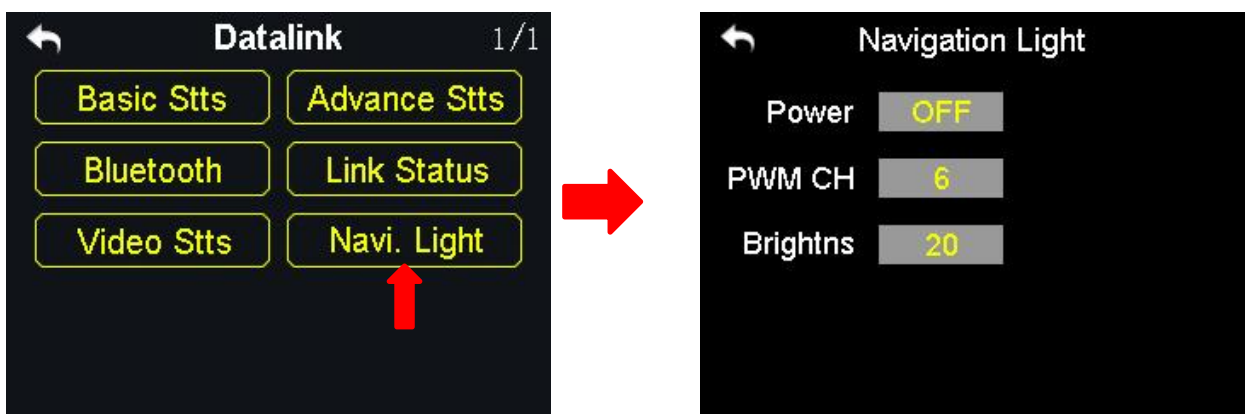 Datalink 1/1
Basic Stts Advance Stts
Bluetooth Link Status
Video Stts Navi. Light
Navigation Light
Power OFF
PWM CH 6
Brightns 20